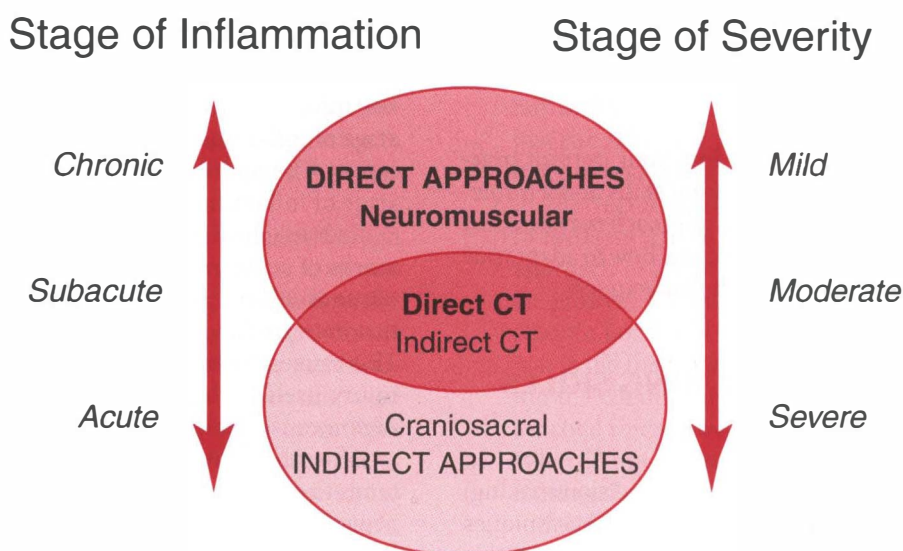 Stage of Inflammation
Stage of Severity
Chronic
Mild
DIRECT APPROACHES
Neuromuscular
Subacute
Moderate
Direct CT
Indirect CT
Acute
Severe
Craniosacral
INDIRECT APPROACHES